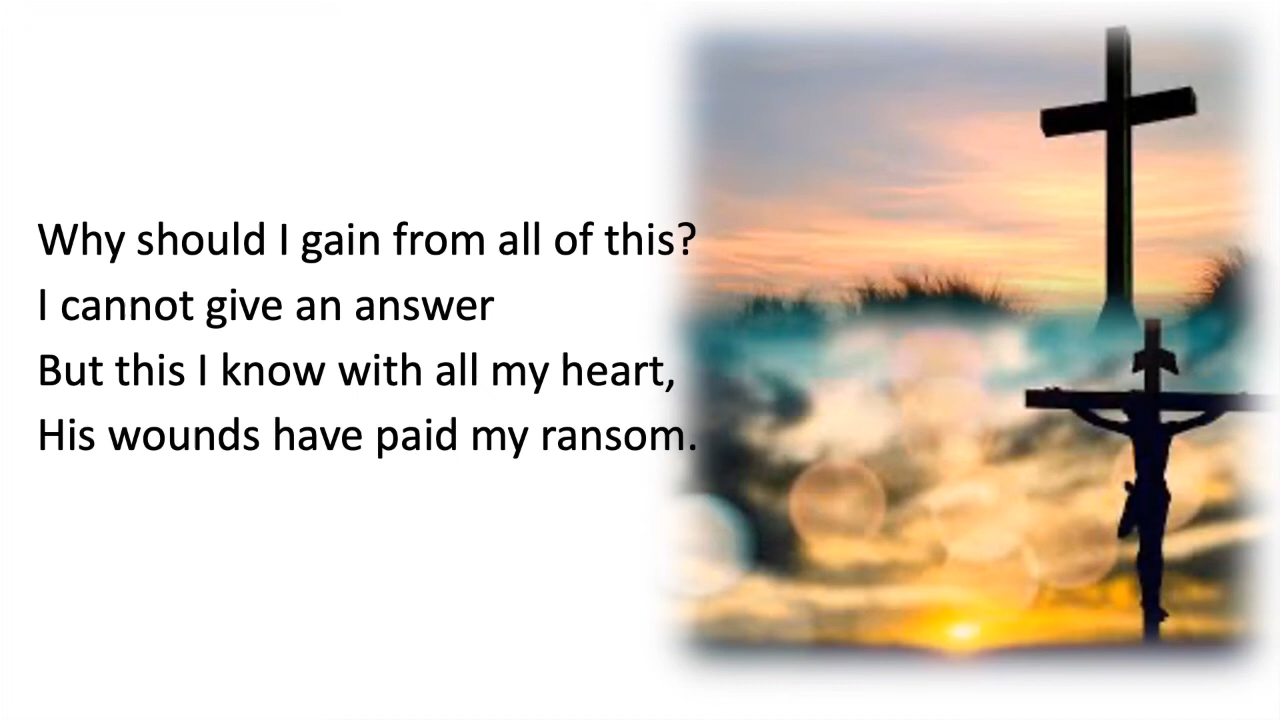 Why should I gain from all of this?
I cannot give an answer
But this I know with all my heart,
His wounds have paid my ransom.